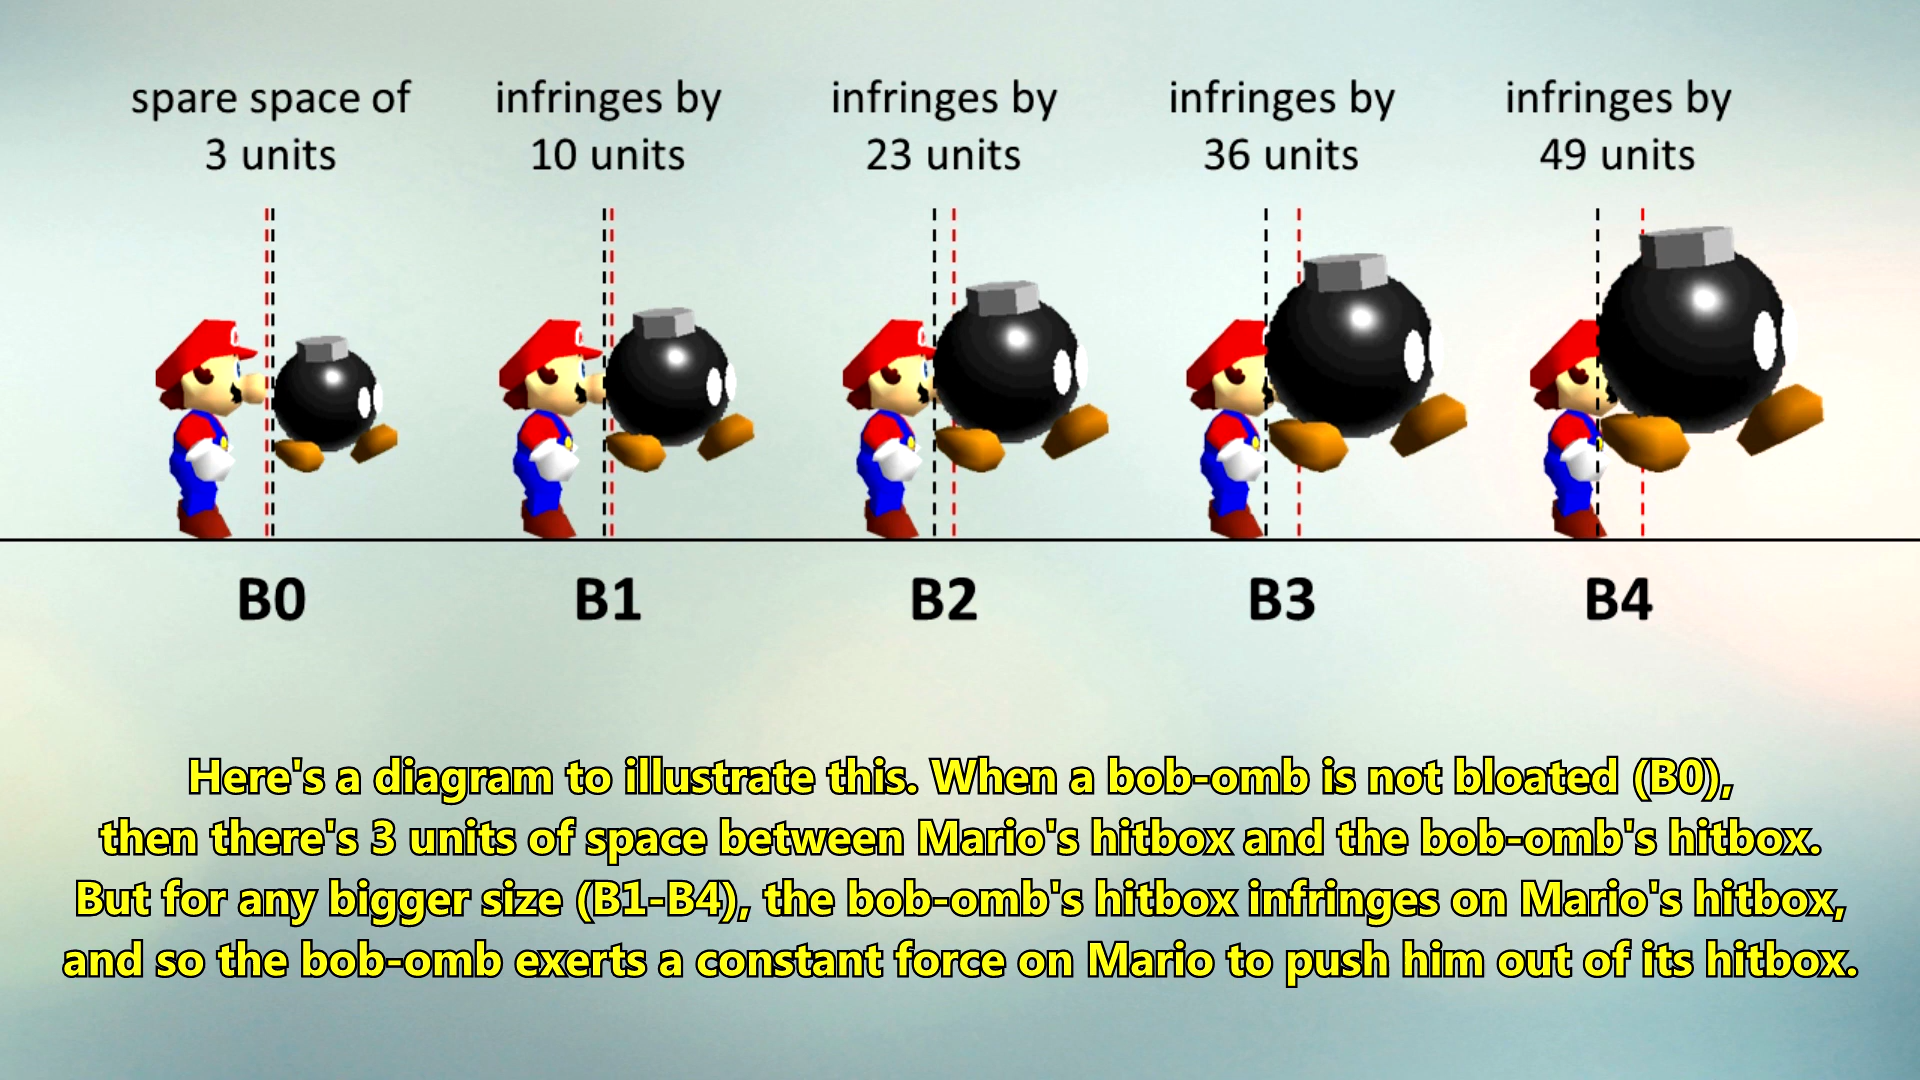 spare space of
3 units
infringes by
10 units
infringes by
23 units
infringes by
36 units
infringes by
49 units
B0
B1
B2
B3
B4
Here's a diagram to illustrate this. When a bob-omb is not bloated (B0),
then there's 3 units of space between Mario's hitbox and the bob-omb's hitbox.
But for any bigger size (B1-B4), the bob-omb's hitbox infringes on Mario's hitbox,
and so the bob-omb exerts a constant force on Mario to push him out of its hitbox.